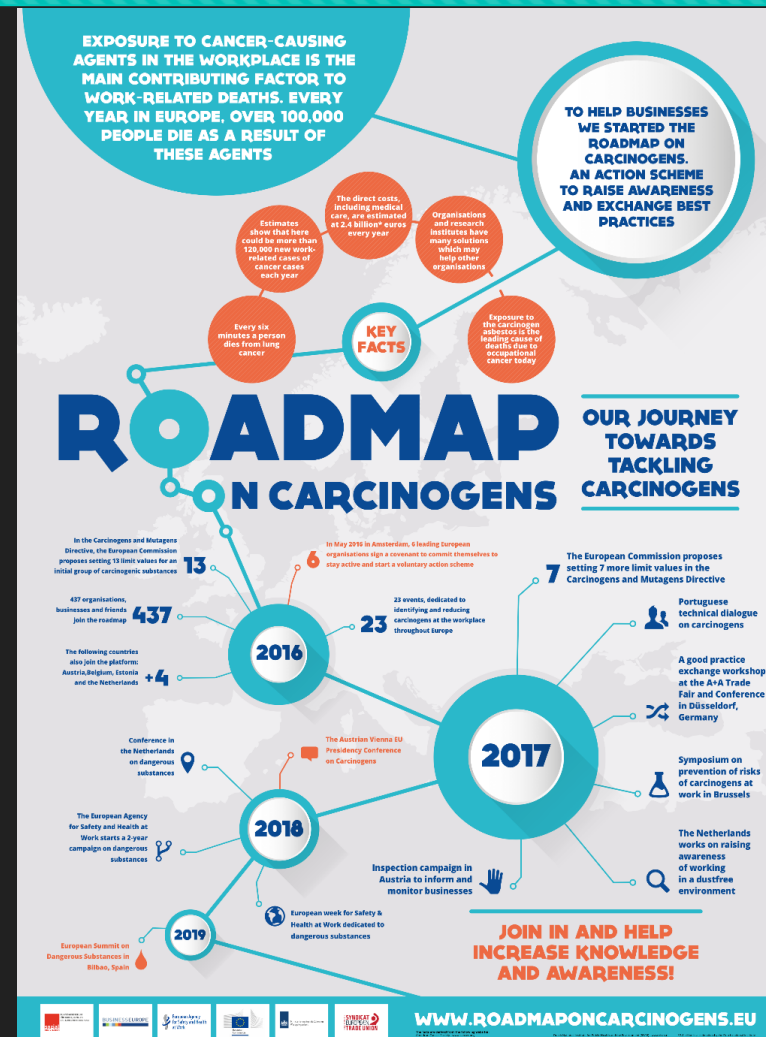 EXPOSURE TO CANCER-CAUSING
AGENTS IN THE WORKPLACE IS THE
MAIN CONTRIBUTING FACTOR TO
WORK-RELATED DEATHS. EVERY
YEAR IN EUROPE, OVER 100,000
PEOPLE DIE AS A RESULT OF
THESE AGENTS
TO HELP BUSINESSES
WE STARTED THE
ROADMAP ON
CARCINOGENS.
AN ACTION SCHEME
TO RAISE AWARENESS
AND EXCHANGE BEST
PRACTICES
Every six
minutes a person
dies from lung
cancer
Estimates
show that here
could be more than
120,000 new work-
related cases of
cancer cases
each year
The direct costs,
including medical
care, are estimated
at 2.4 billion* euros
every year
Organisations
and research
institutes have
many solutions
which may
help other
organisations
Exposure to
the carcinogen
asbestos is the
leading cause of
deaths due to
occupational
cancer today
KEY
FACTS
ROADMAP
ON CARCINOGENS
OUR JOURNEY
TOWARDS
TACKLING
CARCINOGENS
In the Carcinogens and Mutagens
Directive, the European Commission
proposes setting 13 limit values for an
initial group of carcinogenic substances
13
6
In May 2016 in Amsterdam, 6 leading European
organisations sign a covenant to commit themselves to
stay active and start a voluntary action scheme
437 organisations,
businesses and friends
join the roadmap
437
23
23 events, dedicated to
identifying and reducing
carcinogens at the workplace
throughout Europe
The following countries
also join the platform:
Austria,Belgium, Estonia
and the Netherlands
+4
2016
7
The European Commission proposes
setting 7 more limit values in the
Carcinogens and Mutagens Directive
Portuguese
technical dialogue
on carcinogens
A good practice
exchange workshop
at the A+A Trade
Fair and Conference
in Düsseldorf,
Germany
Symposium on
prevention of risks
of carcinogens at
work in Brussels
The Netherlands
works on raising
awareness
of working
in a dustfree
environment
Inspection campaign in
Austria to inform and
monitor businesses
2017
Conference in
the Netherlands
on dangerous
substances
The Austrian Vienna EU
Presidency Conference
on Carcinogens
The European Agency
for Safety and Health at
Work starts a 2-year
campaign on dangerous
substances
2018
European week for Safety &
Health at Work dedicated to
dangerous substances
2019
European Summit on
Dangerous Substances in
Bilbao, Spain
JOIN IN AND HELP
INCREASE KNOWLEDGE
AND AWARENESS!
BUSINESSEUROPE
European Agency
for Safety and Health
at Work
SYNDICAT
EUROPEAN
TRADE UNION
WWW.ROADMAPONCARCINOGENS.EU